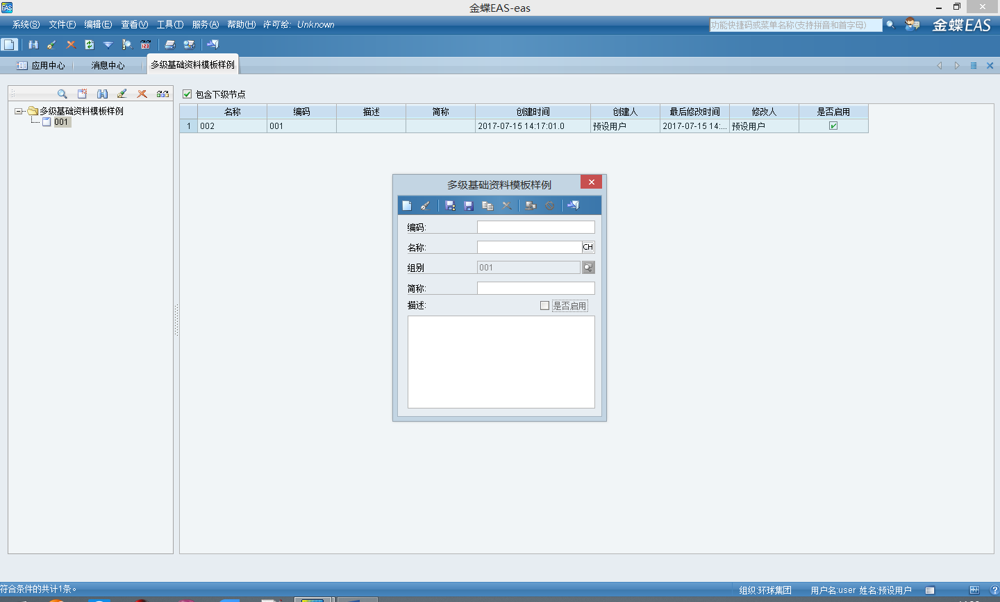 金蝶EAS-eas
EAS
系统(S) 文件(F) 编辑(E) 查看(V) 工具(T) 服务(A) 帮助(H) 许可给: Unknown
功能快捷码或菜单名称(支持拼音和首字母)
金蝶EAS
应用中心 消息中心 多级基础资料模板样例
包含下级节点
多级基础资料模板样例
001
名称 编码 描述 简称 创建时间 创建人 最后修改时间 修改人 是否启用
1 002 001 2017-07-15 14:17:01.0 预设用户 2017-07-15 14:... 预设用户
多级基础资料模板样例
编码:
名称: CH
组别 001
简称:
描述: 是否启用
符合条件的共计1条。 组织:环球集团 用户名:user 姓名:预设用户